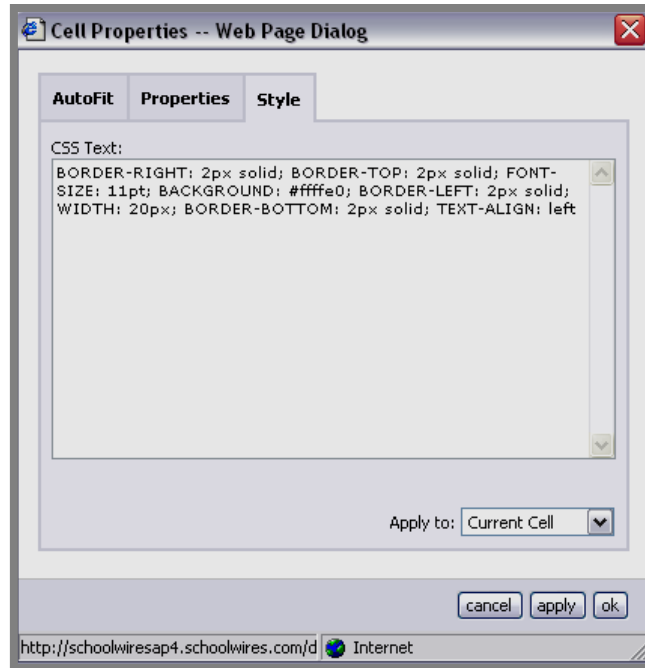 Cell Properties -- Web Page Dialog
AutoFit Properties Style
CSS Text:
BORDER-RIGHT: 2px solid; BORDER-TOP: 2px solid; FONT-
SIZE: 11pt; BACKGROUND: #ffffe0; BORDER-LEFT: 2px solid;
WIDTH: 20px; BORDER-BOTTOM: 2px solid; TEXT-ALIGN: left
Apply to: Current Cell
cancel apply ok
http://schoolwiresap4.schoolwires.com/d Internet